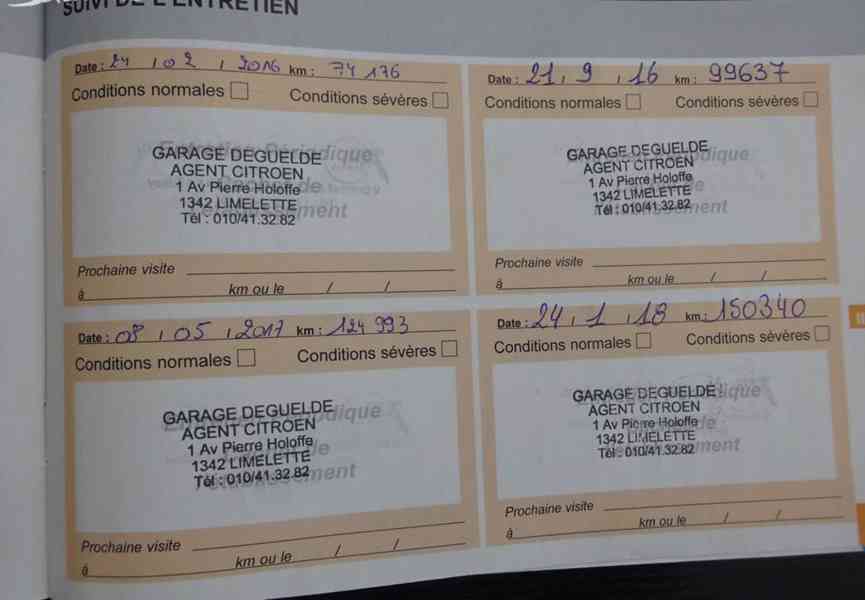 SUIVI DE L'ENTRETIEN
Date : 24 / 02 / 2016 km : 74 176
Conditions normales Conditions sévères
GARAGE DEGUELDE
AGENT CITROEN
1 Av Pierre Holoffe
1342 LIMELETTE
Tél : 010/41.32.82
Prochaine visite
à km ou le / /
Date : 21 / 9 / 16 km : 99637
Conditions normales Conditions sévères
GARAGE DEGUELDE
AGENT CITROEN
1 Av Pierre Holoffe
1342 LIMELETTE
Tél : 010/41.32.82
Prochaine visite
à km ou le / /
Date : 08 / 05 / 2017 km : 124 993
Conditions normales Conditions sévères
GARAGE DEGUELDE
AGENT CITROEN
1 Av Pierre Holoffe
1342 LIMELETTE
Tél : 010/41.32.82
Prochaine visite
à km ou le / /
Date : 24 / 1 / 18 km : 150340
Conditions normales Conditions sévères
GARAGE DEGUELDE
AGENT CITROEN
1 Av Pierre Holoffe
1342 LIMELETTE
Tél : 010/41.32.82
Prochaine visite
à km ou le / /